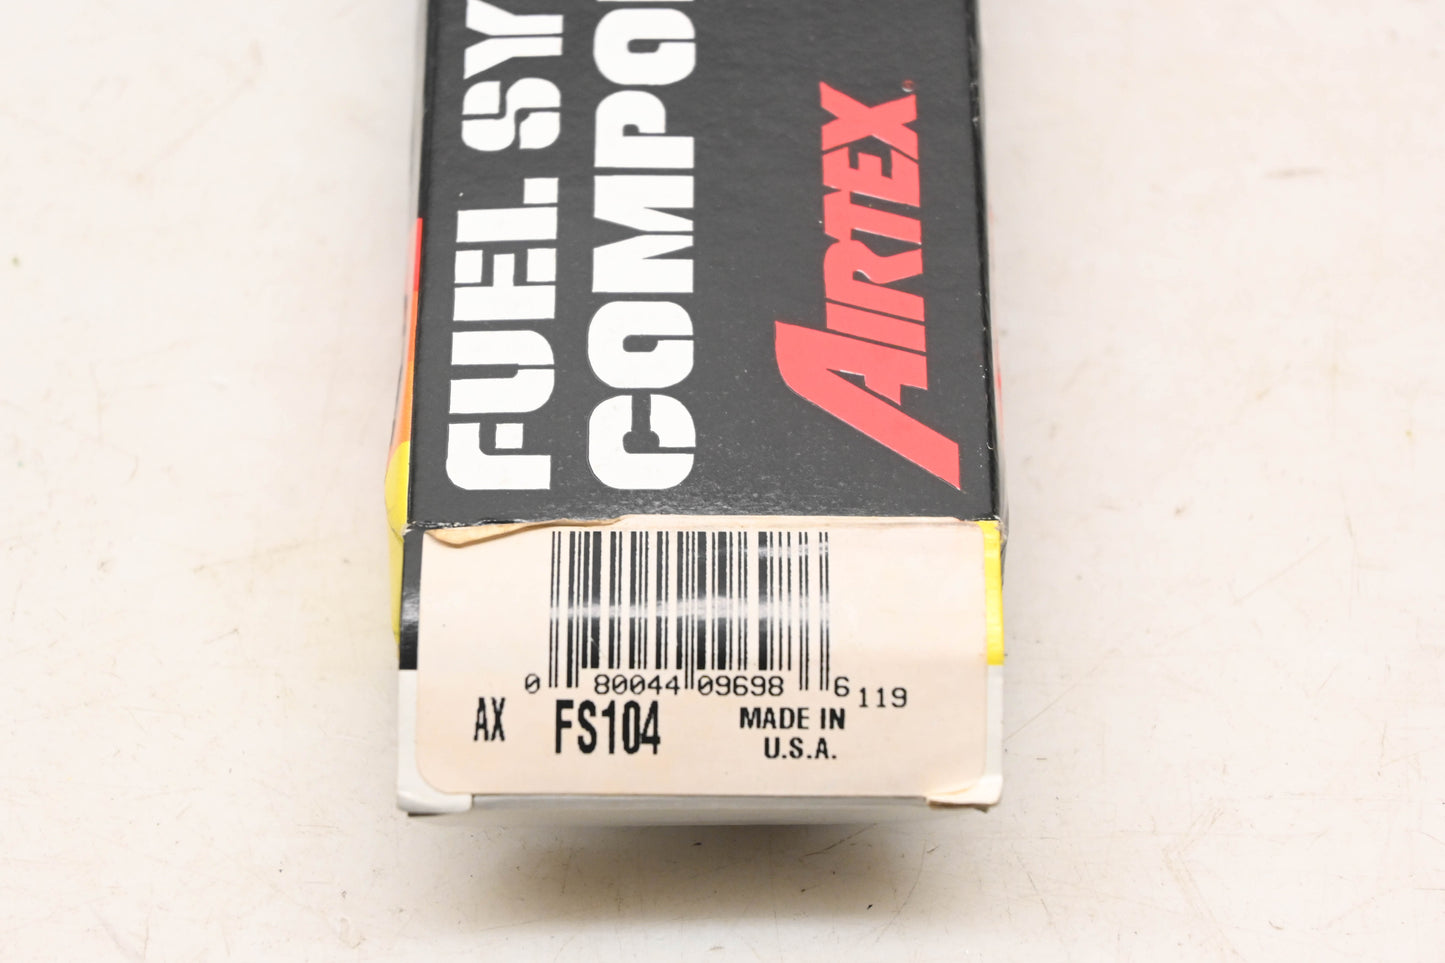 FUEL SY
COMPO
AIRTEX
0 80044 09698 6 119
AX FS104 MADE IN
U.S.A.